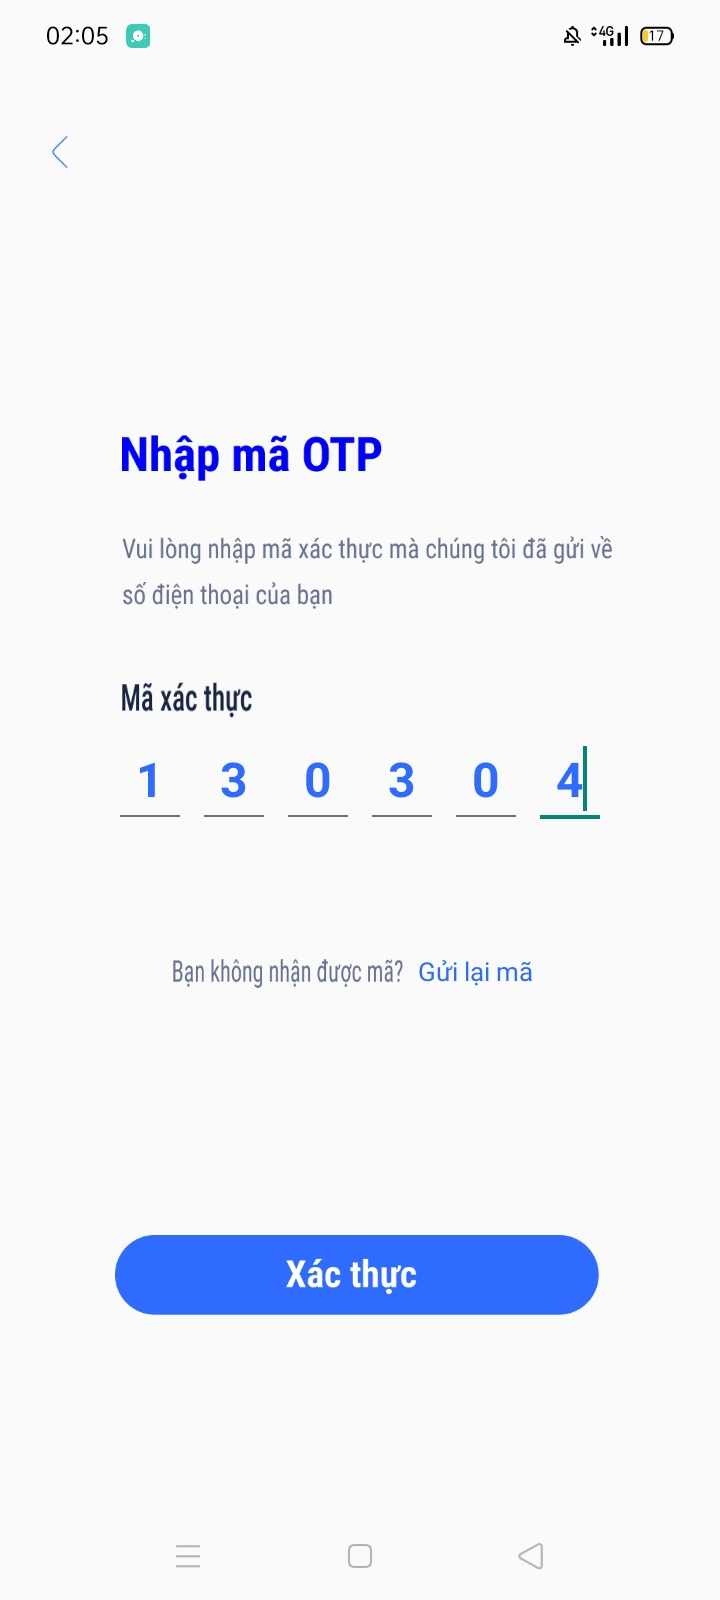 02:05
4G
17
Nhập mã OTP
Vui lòng nhập mã xác thực mà chúng tôi đã gửi về
số điện thoại của bạn
Mã xác thực
1 3 0 3 0 4
Bạn không nhận được mã? Gửi lại mã
Xác thực